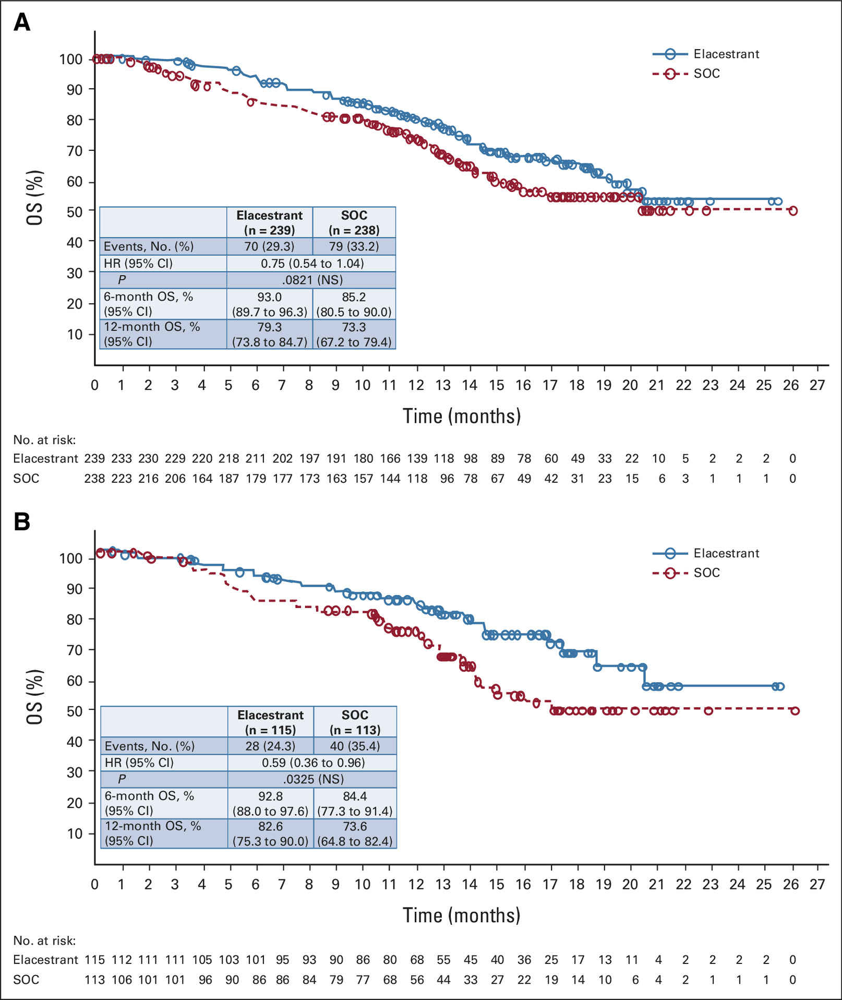 A
Elacestrant
SOC
100
90
80
70
60
50
40
30
20
10
OS (%)
Elacestrant SOC
(n = 239) (n = 238)
Events, No. (%) 70 (29.3) 79 (33.2)
HR (95% CI) 0.75 (0.54 to 1.04)
P .0821 (NS)
6-month OS, % 93.0 85.2
(95% CI) (89.7 to 96.3) (80.5 to 90.0)
12-month OS, % 79.3 73.3
(95% CI) (73.8 to 84.7) (67.2 to 79.4)
0 1 2 3 4 5 6 7 8 9 10 11 12 13 14 15 16 17 18 19 20 21 22 23 24 25 26 27
Time (months)
No. at risk:
Elacestrant 239 233 230 229 220 218 211 202 197 191 180 166 139 118 98 89 78 60 49 33 22 10 5 2 2 2 0
SOC 238 223 216 206 164 187 179 177 173 163 157 144 118 96 78 67 49 42 31 23 15 6 3 1 1 1 0
B
Elacestrant
SOC
100
90
80
70
60
50
40
30
20
10
OS (%)
Elacestrant SOC
(n = 115) (n = 113)
Events, No. (%) 28 (24.3) 40 (35.4)
HR (95% CI) 0.59 (0.36 to 0.96)
P .0325 (NS)
6-month OS, % 92.8 84.4
(95% CI) (88.0 to 97.6) (77.3 to 91.4)
12-month OS, % 82.6 73.6
(95% CI) (75.3 to 90.0) (64.8 to 82.4)
0 1 2 3 4 5 6 7 8 9 10 11 12 13 14 15 16 17 18 19 20 21 22 23 24 25 26 27
Time (months)
No. at risk:
Elacestrant 115 112 111 111 105 103 101 95 93 90 86 80 68 55 45 40 36 25 17 13 11 4 2 2 2 2 0
SOC 113 106 101 101 96 90 86 86 84 79 77 68 56 44 33 27 22 19 14 10 6 4 2 1 1 1 0